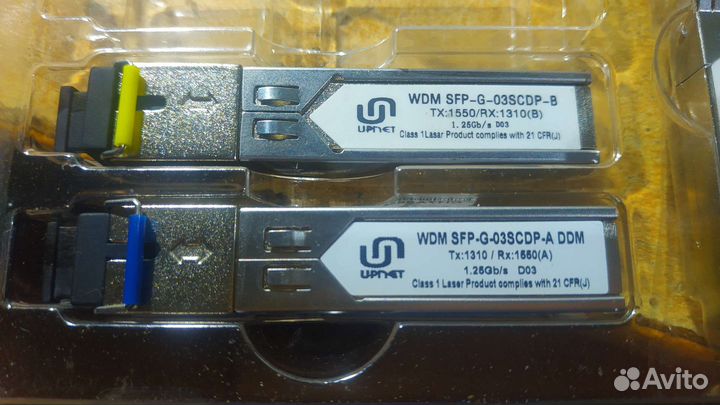 WDM SFP-G-03SCDP-B
TX:1550/RX:1310(B)
1.25Gb/s D03
Class 1Laser Product complies with 21 CFR(J)
UPNET
WDM SFP-G-03SCDP-A DDM
Tx:1310 / Rx:1550(A)
1.25Gb/s D03
Class 1 Laser Product complies with 21 CFR(J)
UPNET
Avito